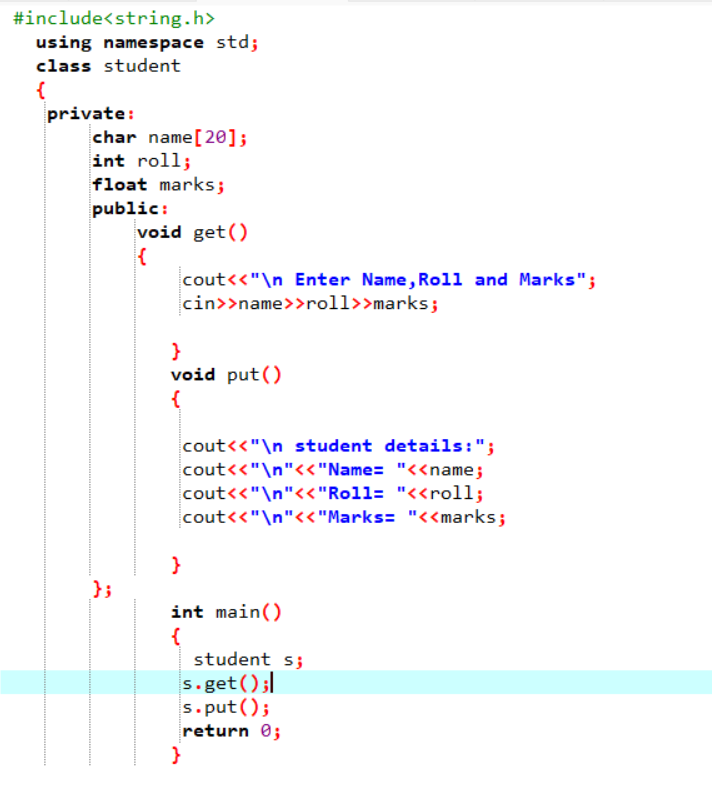 #include<string.h>
using namespace std;
class student
{
private:
char name[20];
int roll;
float marks;
public:
void get()
{
cout<<"\n Enter Name,Roll and Marks";
cin>>name>>roll>>marks;
}
void put()
{
cout<<"\n student details:";
cout<<"\n"<<"Name= "<<name;
cout<<"\n"<<"Roll= "<<roll;
cout<<"\n"<<"Marks= "<<marks;
}
};
int main()
{
student s;
s.get();
s.put();
return 0;
}